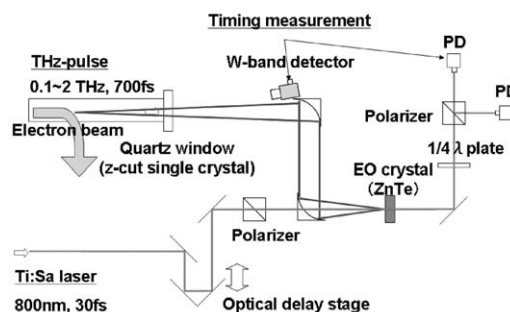 Timing measurement
PD
W-band detector
THz-pulse
0.1~2 THz, 700fs
PD
Polarizer
Electron beam
Quartz window
(z-cut single crystal)
1/4 λ plate
EO crystal
(ZnTe)
Polarizer
Ti:Sa laser
800nm, 30fs
Optical delay stage